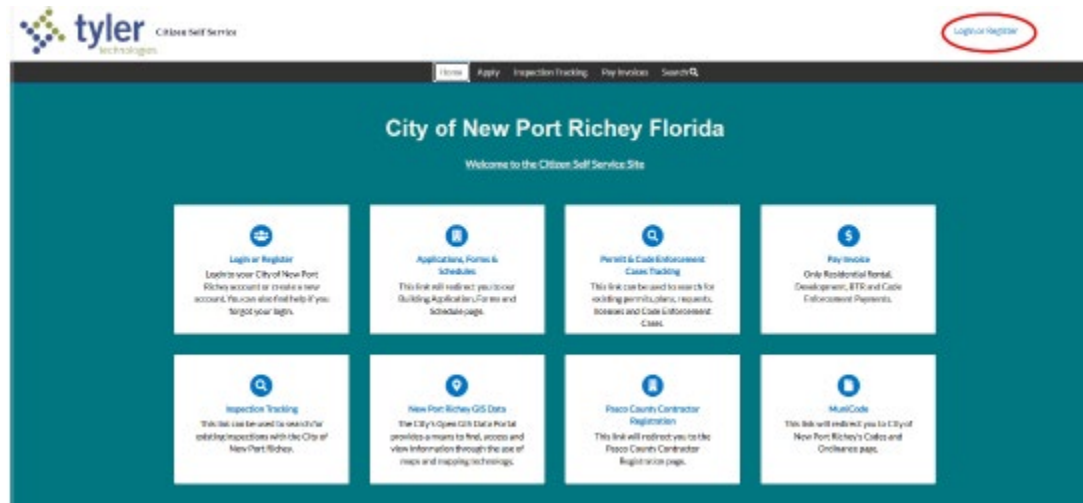 tyler
technologies
Citizen Self Service
Login or Register
Home Apply Inspection Tracking Pay Invoices Search
City of New Port Richey Florida
Welcome to the Citizen Self Service Site
Login or Register
Login to your City of New Port
Richey account or create a new
account. You can also find help if you
forgot your login.
Applications, Forms &
Schedules
This link will redirect you to our
Building Application, Forms and
Schedule page.
Permit & Code Enforcement
Cases Tracking
This link can be used to search for
existing permits, plans, requests,
licenses and Code Enforcement
Cases.
Pay Invoice
Only Residential Rental,
Development, BTR and Code
Enforcement Payments.
Inspection Tracking
This link can be used to search for
existing inspections with the City of
New Port Richey.
New Port Richey GIS Data
The City's Open GIS Data Portal
provides a means to find, access and
view information through the use of
maps and mapping technology.
Pasco County Contractor
Registration
This link will redirect you to the
Pasco County Contractor
Registration page.
MuniCode
This link will redirect you to City of
New Port Richey's Codes and
Ordinance page.